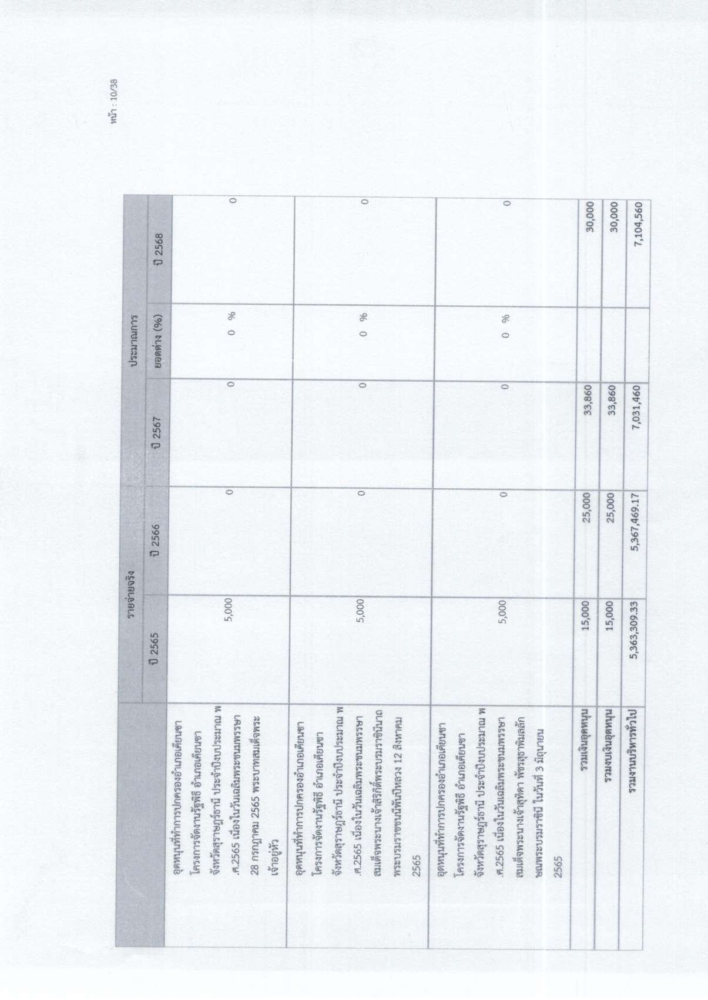 หน้า : 10/38
รายจ่ายจริง ประมาณการ
ปี 2565 ปี 2566 ปี 2567 ยอดต่าง (%) ปี 2568
อุดหนุนที่ทำการปกครองอำเภอเคียนซา
โครงการจัดงานรัฐพิธี อำเภอเคียนซา
จังหวัดสุราษฎร์ธานี ประจำปีงบประมาณ พ
.ศ.2565 เนื่องในวันเฉลิมพระชนมพรรษา
28 กรกฎาคม 2565 พระบาทสมเด็จพระ
เจ้าอยู่หัว
5,000 0 0 0 % 0
อุดหนุนที่ทำการปกครองอำเภอเคียนซา
โครงการจัดงานรัฐพิธี อำเภอเคียนซา
จังหวัดสุราษฎร์ธานี ประจำปีงบประมาณ พ
.ศ.2565 เนื่องในวันเฉลิมพระชนมพรรษา
สมเด็จพระนางเจ้าสิริกิติ์พระบรมราชินีนาถ
พระบรมราชชนนีพันปีหลวง 12 สิงหาคม
2565
5,000 0 0 0 % 0
อุดหนุนที่ทำการปกครองอำเภอเคียนซา
โครงการจัดงานรัฐพิธี อำเภอเคียนซา
จังหวัดสุราษฎร์ธานี ประจำปีงบประมาณ พ
.ศ.2565 เนื่องในวันเฉลิมพระชนมพรรษา
สมเด็จพระนางเจ้าสุทิดา พัชรสุธาพิมลลัก
ษณพระบรมราชินี ในวันที่ 3 มิถุนายน
2565
5,000 0 0 0 % 0
รวมเงินอุดหนุน 15,000 25,000 33,860 30,000
รวมงบเงินอุดหนุน 15,000 25,000 33,860 30,000
รวมงานบริหารทั่วไป 5,363,309.33 5,367,469.17 7,031,460 7,104,560